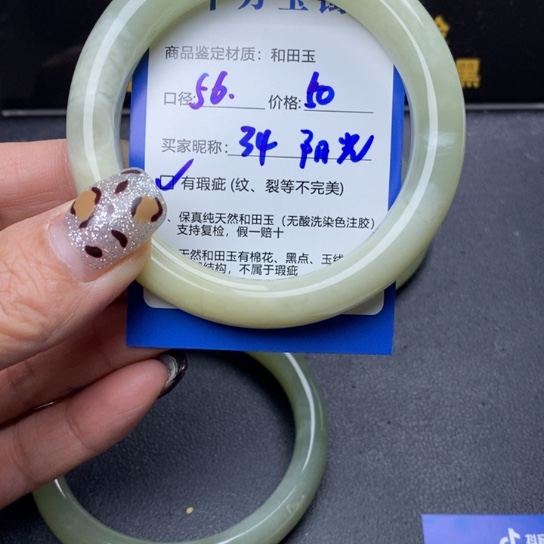 商品鉴定材质：和田玉
口径：56. 价格：50
买家昵称：34 阳光
有瑕疵 (纹、裂等不完美)
、保真纯天然和田玉（无酸洗染色注胶）
支持复检，假一赔十
天然和田玉有棉花、黑点、玉线
结构，不属于瑕疵
黑